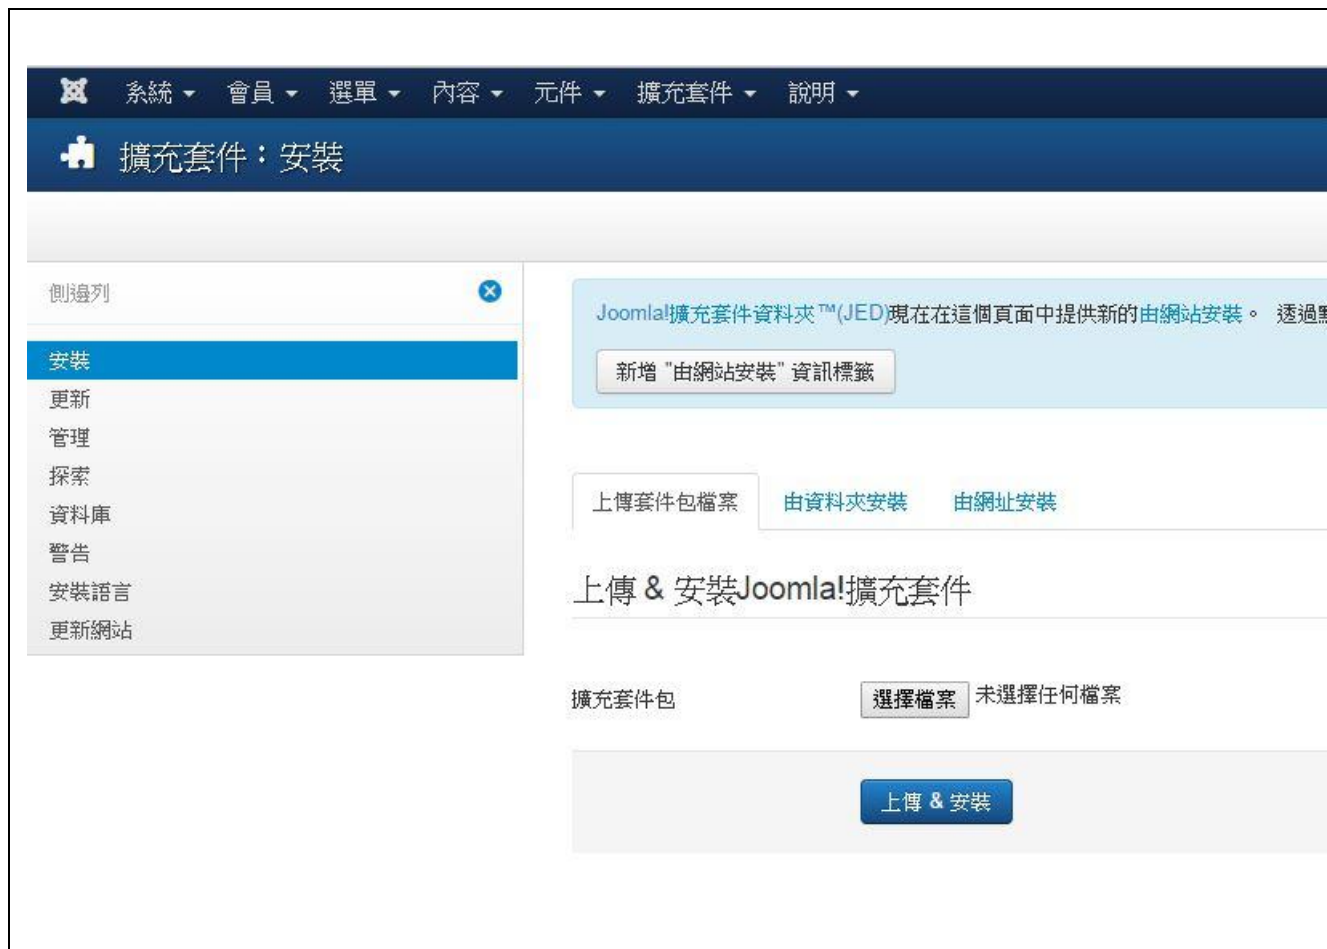 系統 會員 選單 內容 元件 擴充套件 說明
擴充套件：安裝
側邊列
安裝
更新
管理
探索
資料庫
警告
安裝語言
更新網站
Joomla!擴充套件資料夾™(JED)現在在這個頁面中提供新的由網站安裝。 透過
新增 "由網站安裝" 資訊標籤
上傳套件包檔案 由資料夾安裝 由網址安裝
上傳 & 安裝Joomla!擴充套件
擴充套件包 選擇檔案 未選擇任何檔案
上傳 & 安裝